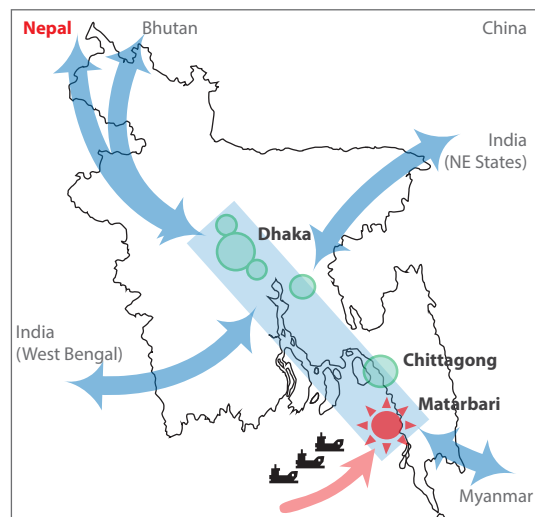 Nepal
Bhutan
China
India
(NE States)
Dhaka
India
(West Bengal)
Chittagong
Matarbari
Myanmar